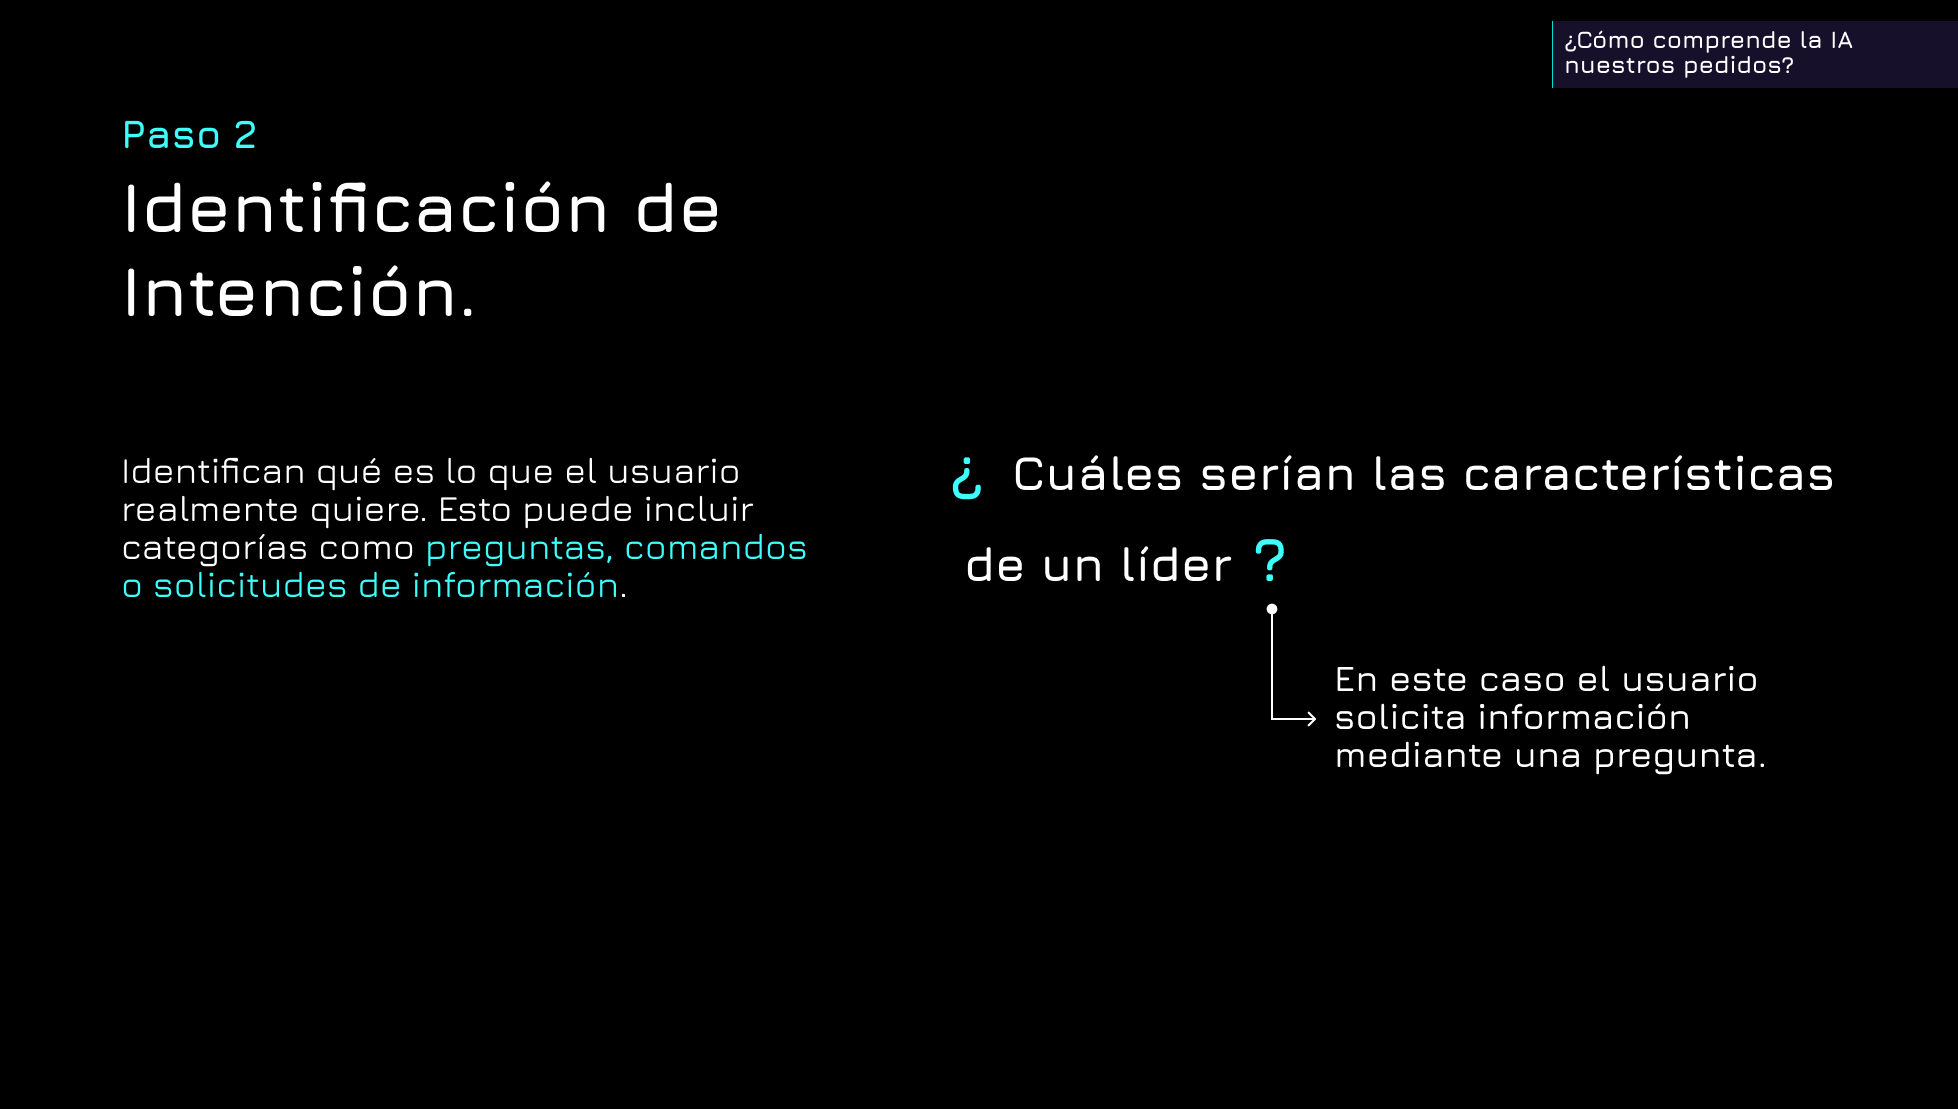 ¿Cómo comprende la IA
nuestros pedidos?
Paso 2
Identificación de
Intención.
Identifican qué es lo que el usuario
realmente quiere. Esto puede incluir
categorías como preguntas, comandos
o solicitudes de información.
¿ Cuáles serían las características
de un líder ?
En este caso el usuario
solicita información
mediante una pregunta.